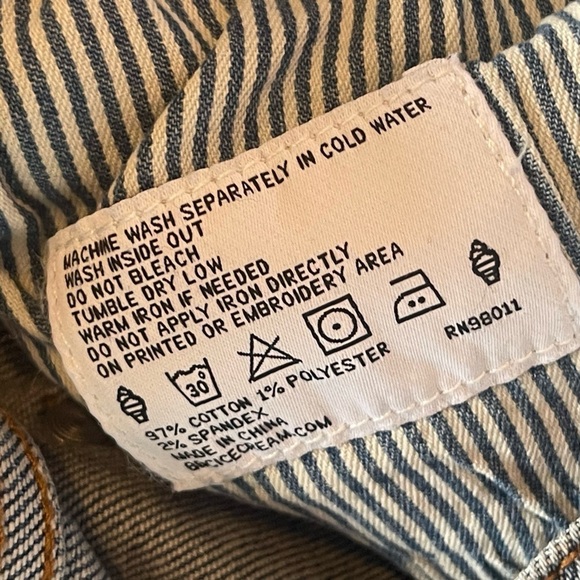 MACHINE WASH SEPARATELY IN COLD WATER
WASH INSIDE OUT
DO NOT BLEACH
TUMBLE DRY LOW
WARM IRON IF NEEDED
DO NOT APPLY IRON DIRECTLY
ON PRINTED OR EMBROIDERY AREA
30°
97% COTTON 1% POLYESTER
2% SPANDEX
MADE IN CHINA
BBCICECREAM.COM
RN98011